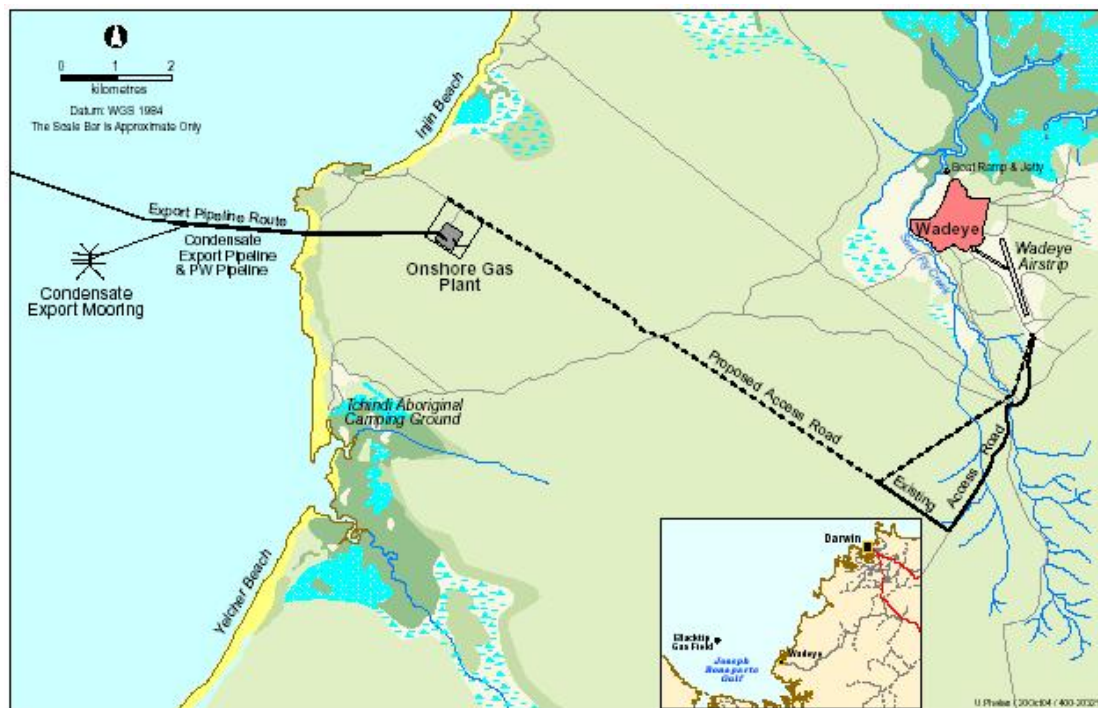 0 1 2
kilometres
Datum: WGS 1984
The Scale Bar is Approximate Only
Injin Beach
Boat Ramp & Jetty
Wadeye
Wadeye
Airstrip
Export Pipeline Route
Condensate
Export Pipeline
& PW Pipeline
Onshore Gas
Plant
Condensate
Export Mooring
Proposed Access Road
Tchindi Aboriginal
Camping Ground
Existing
Access Road
Yelcher Beach
Darwin
Blacktip
Gas Field
Wadeye
Joseph
Bonaparte
Gulf